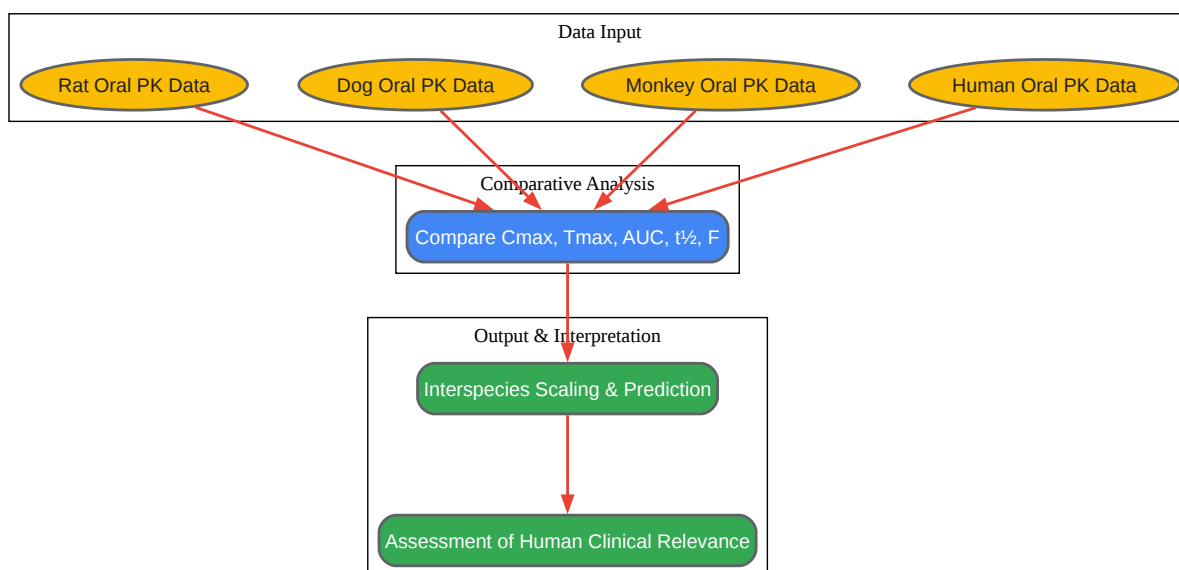 Data Input
Rat Oral PK Data
Dog Oral PK Data
Monkey Oral PK Data
Human Oral PK Data
Comparative Analysis
Compare Cmax, Tmax, AUC, t½, F
Output & Interpretation
Interspecies Scaling & Prediction
Assessment of Human Clinical Relevance